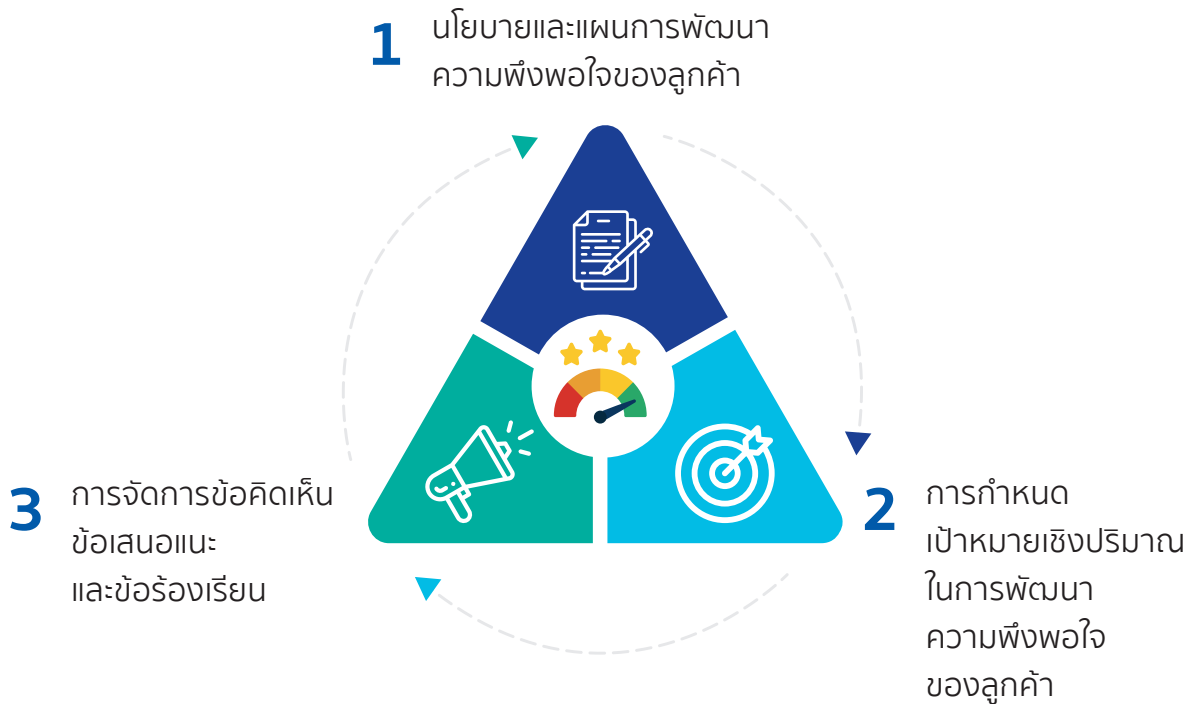 1
นโยบายและแผนการพัฒนา
ความพึงพอใจของลูกค้า
2
การกำหนด
เป้าหมายเชิงปริมาณ
ในการพัฒนา
ความพึงพอใจ
ของลูกค้า
3
การจัดการข้อคิดเห็น
ข้อเสนอแนะ
และข้อร้องเรียน